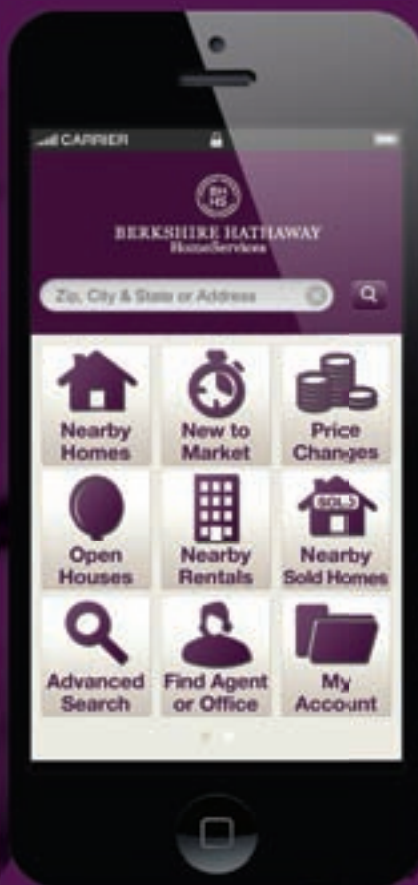 CARRIER
BH
HS
BERKSHIRE HATHAWAY
HomeServices
Zip, City & State or Address
Nearby
Homes
New to
Market
Price
Changes
Open
Houses
Nearby
Rentals
SOLD
Nearby
Sold Homes
Advanced
Search
Find Agent
or Office
My
Account